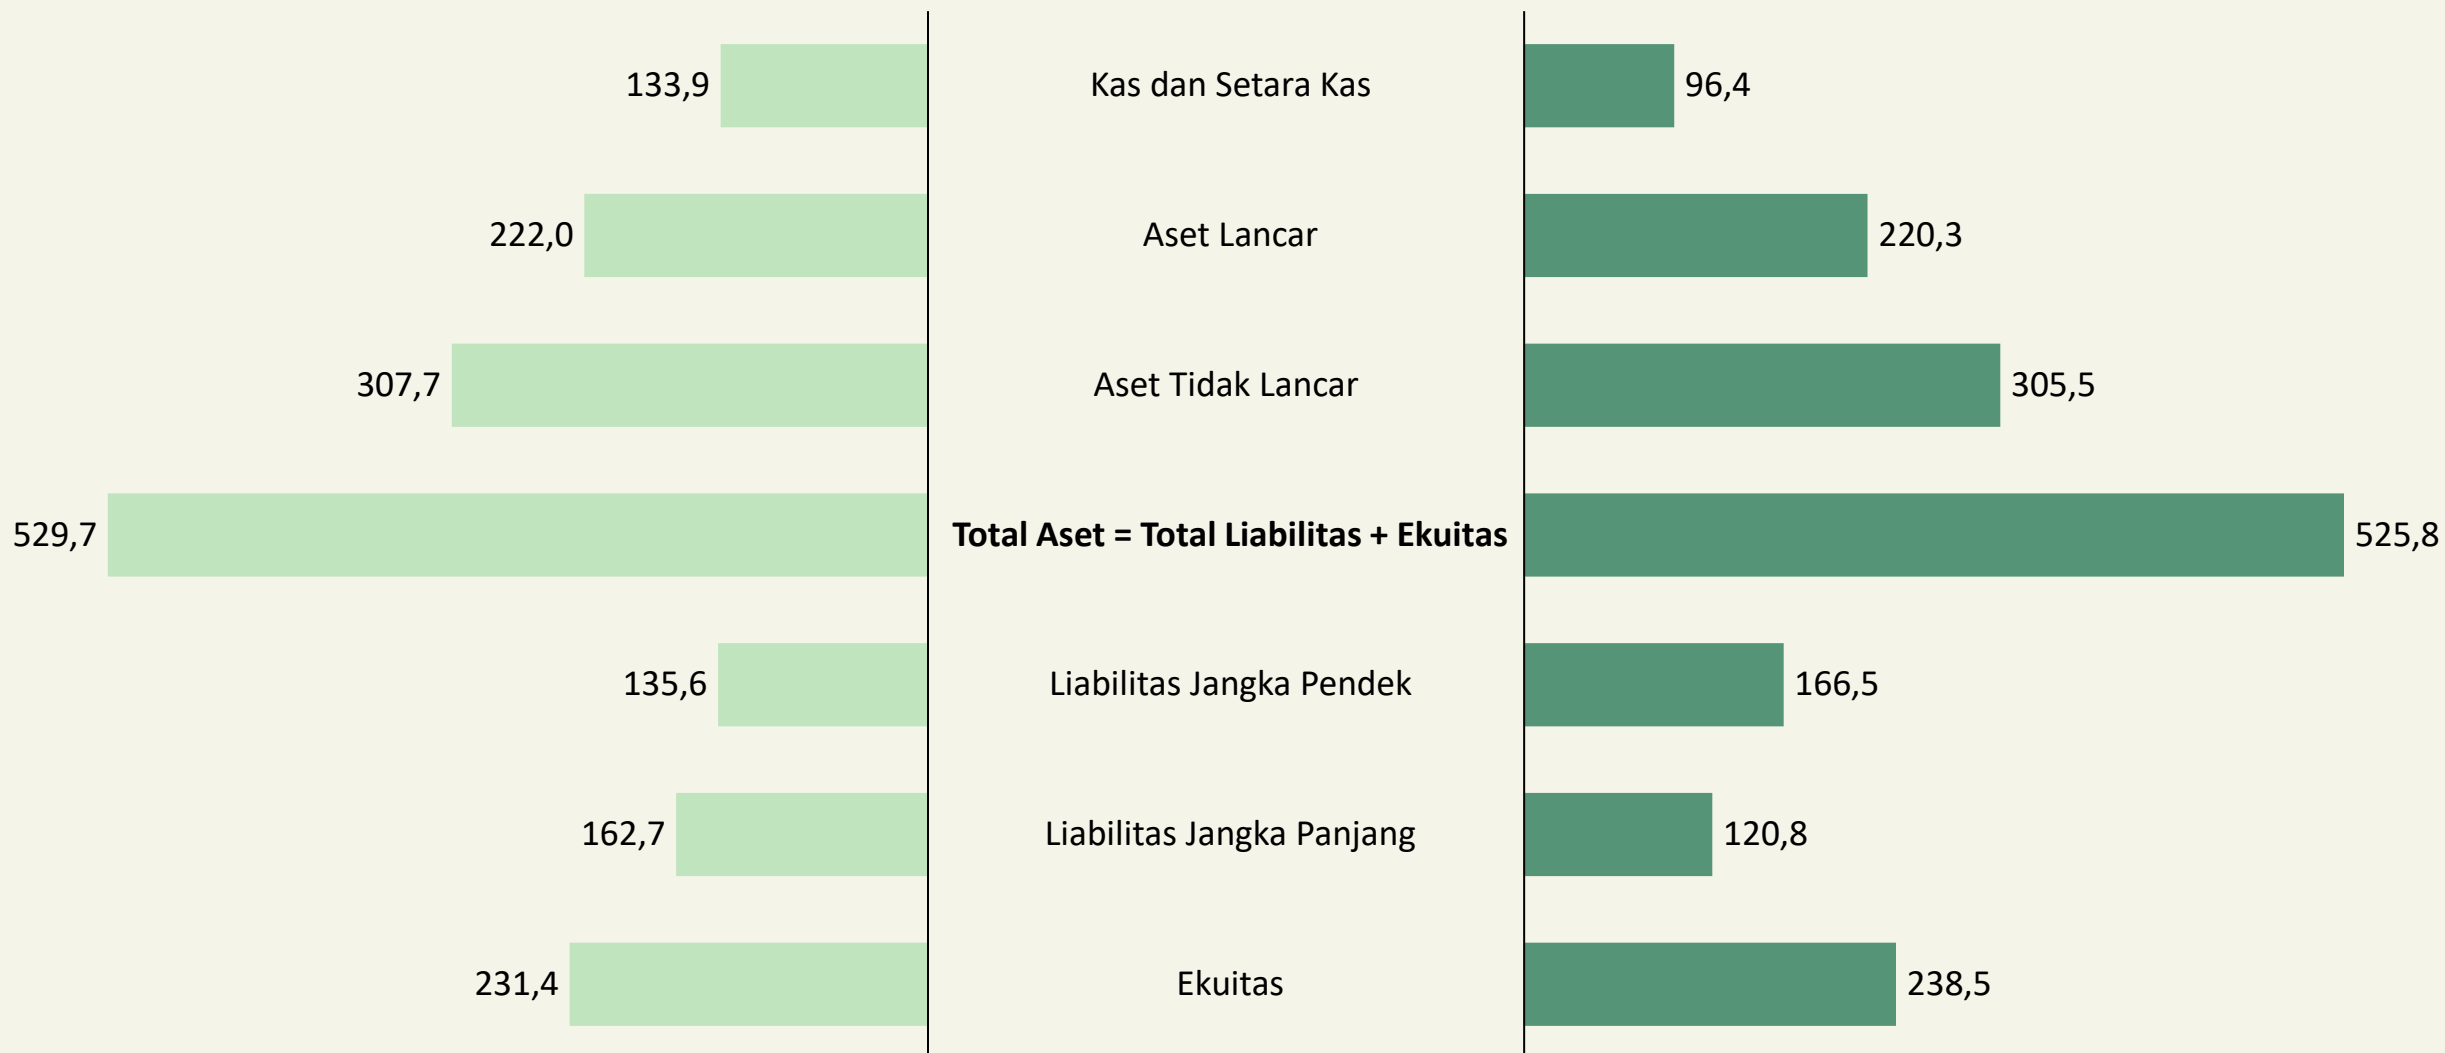 133,9 Kas dan Setara Kas 96,4
222,0 Aset Lancar 220,3
307,7 Aset Tidak Lancar 305,5
529,7 Total Aset = Total Liabilitas + Ekuitas 525,8
135,6 Liabilitas Jangka Pendek 166,5
162,7 Liabilitas Jangka Panjang 120,8
231,4 Ekuitas 238,5